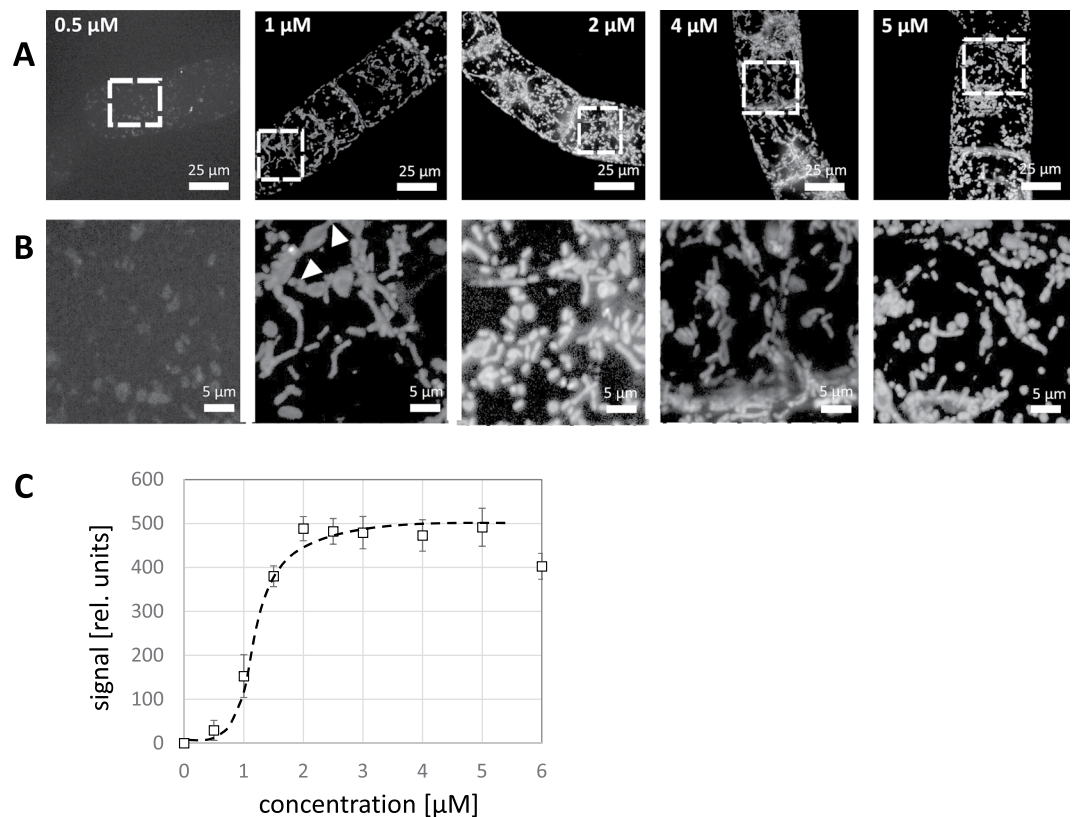 A
0.5 µM
1 µM
2 µM
4 µM
5 µM
25 µm
25 µm
25 µm
25 µm
25 µm
B
5 µm
5 µm
5 µm
5 µm
5 µm
C
600
500
400
300
200
100
0
signal [rel. units]
0 1 2 3 4 5 6
concentration [µM]